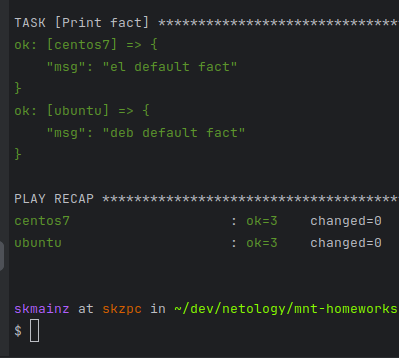 TASK [Print fact] ******************************
ok: [centos7] => {
    "msg": "el default fact"
}
ok: [ubuntu] => {
    "msg": "deb default fact"
}
PLAY RECAP *************************************
centos7                    : ok=3    changed=0
ubuntu                     : ok=3    changed=0
skmainz at skzpc in ~/dev/netology/mnt-homeworks
$